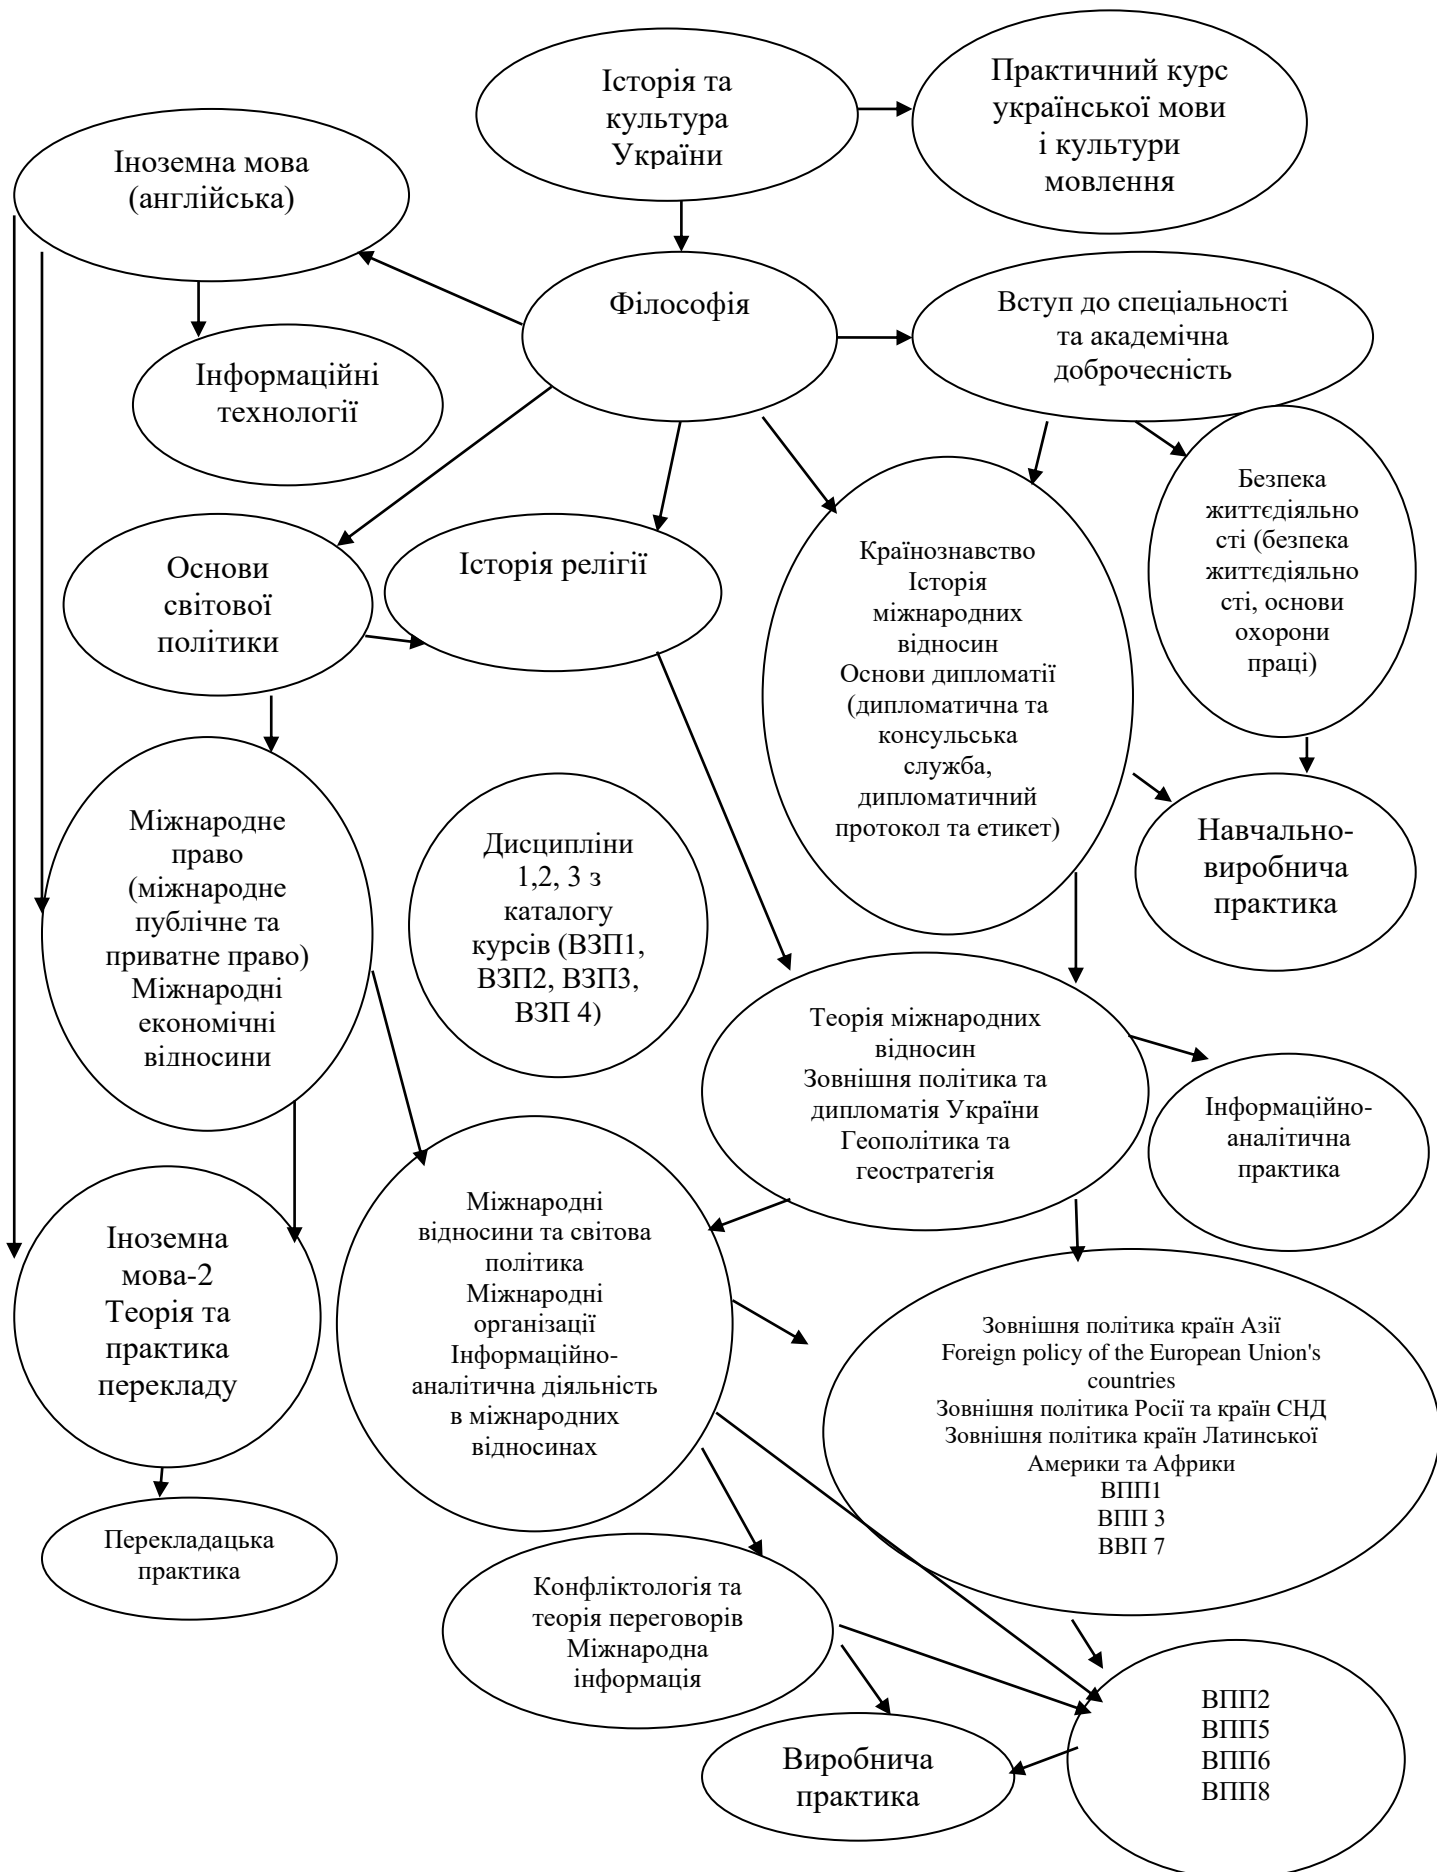 Історія та
культура
України
Практичний курс
української мови
і культури
мовлення
Іноземна мова
(англійська)
Філософія
Вступ до спеціальності
та академічна
доброчесність
Інформаційні
технології
Безпека
життєдіяльно
сті (безпека
життєдіяльно
сті, основи
охорони
праці)
Основи
світової
політики
Історія релігії
Країнознавство
Історія
міжнародних
відносин
Основи дипломатії
(дипломатична та
консульська
служба,
дипломатичний
протокол та етикет)
Міжнародне
право
(міжнародне
публічне та
приватне право)
Міжнародні
економічні
відносини
Дисципліни
1,2, 3 з
каталогу
курсів (ВЗП1,
ВЗП2, ВЗП3,
ВЗП 4)
Навчально-
виробнича
практика
Теорія міжнародних
відносин
Зовнішня політика та
дипломатія України
Геополітика та
геостратегія
Інформаційно-
аналітична
практика
Іноземна
мова-2
Теорія та
практика
перекладу
Міжнародні
відносини та світова
політика
Міжнародні
організації
Інформаційно-
аналітична діяльність
в міжнародних
відносинах
Зовнішня політика країн Азії
Foreign policy of the European Union's
countries
Зовнішня політика Росії та країн СНД
Зовнішня політика країн Латинської
Америки та Африки
ВПП1
ВПП 3
ВВП 7
Перекладацька
практика
Конфліктологія та
теорія переговорів
Міжнародна
інформація
ВПП2
ВПП5
ВПП6
ВПП8
Виробнича
практика